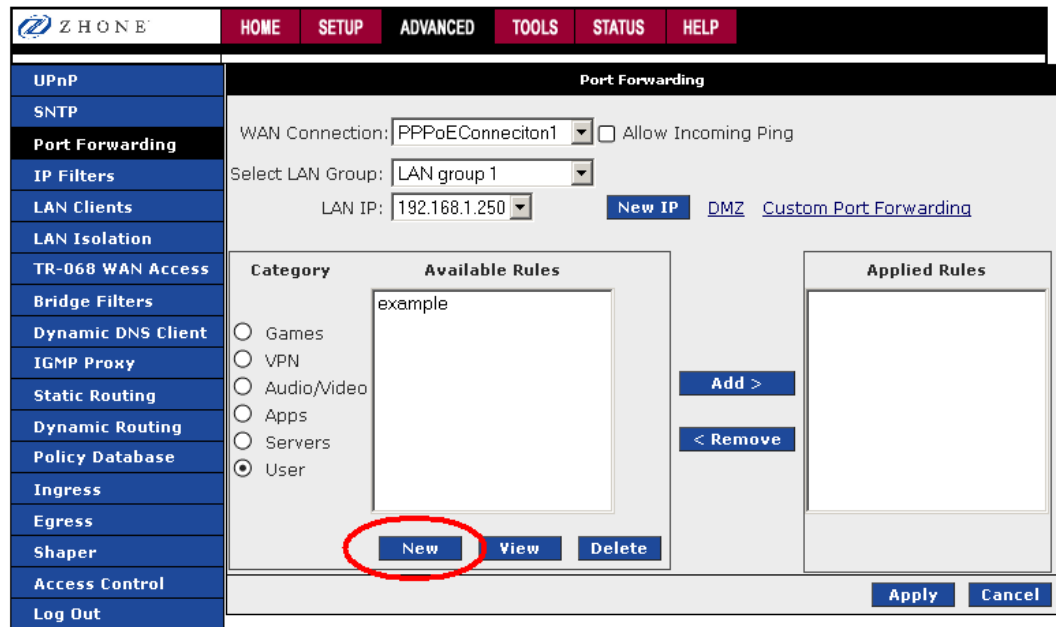 ZHONE
HOME SETUP ADVANCED TOOLS STATUS HELP
UPnP
SNTP
Port Forwarding
IP Filters
LAN Clients
LAN Isolation
TR-068 WAN Access
Bridge Filters
Dynamic DNS Client
IGMP Proxy
Static Routing
Dynamic Routing
Policy Database
Ingress
Egress
Shaper
Access Control
Log Out
Port Forwarding
WAN Connection: PPPoEConneciton1 Allow Incoming Ping
Select LAN Group: LAN group 1
LAN IP: 192.168.1.250 New IP DMZ Custom Port Forwarding
Category
Games
VPN
Audio/Video
Apps
Servers
User
Available Rules
example
New View Delete
Add >
< Remove
Applied Rules
Apply Cancel